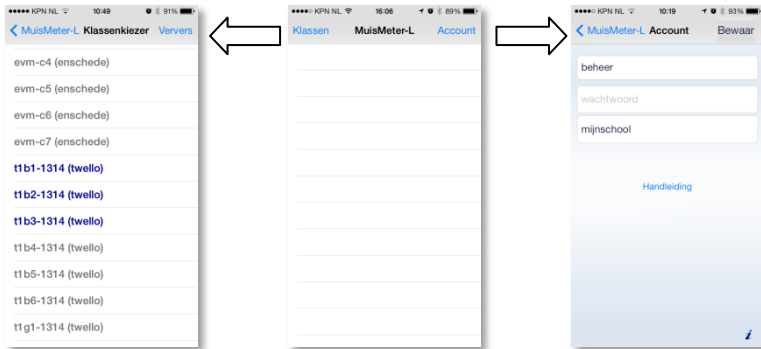 KPN NL 10:49 91%
MuisMeter-L Klassenkiezer Ververs
evm-c4 (enschede)
evm-c5 (enschede)
evm-c6 (enschede)
evm-c7 (enschede)
t1b1-1314 (twello)
t1b2-1314 (twello)
t1b3-1314 (twello)
t1b4-1314 (twello)
t1b5-1314 (twello)
t1b6-1314 (twello)
t1g1-1314 (twello)
KPN NL 16:06 89%
Klassen MuisMeter-L Account
KPN NL 10:19 93%
MuisMeter-L Account Bewaar
beheer
wachtwoord
mijnschool
Handleiding
i